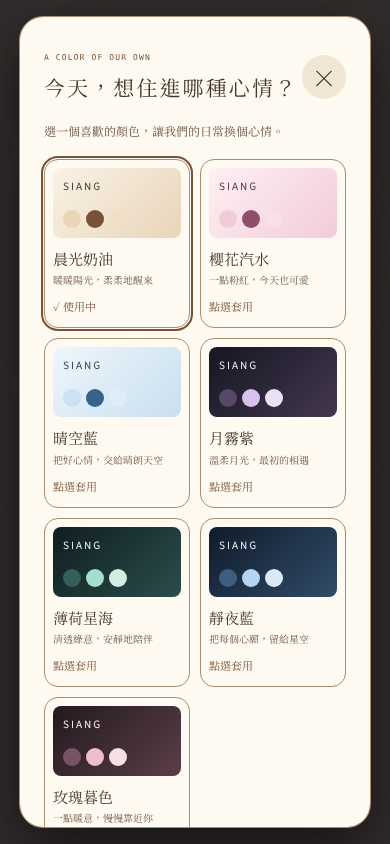 A COLOR OF OUR OWN
今天，想住進哪種心情？
選一個喜歡的顏色，讓我們的日常換個心情。
SIANG
晨光奶油
暖暖陽光，柔柔地醒來
✓ 使用中
SIANG
櫻花汽水
一點粉紅，今天也可愛
點選套用
SIANG
晴空藍
把好心情，交給晴朗天空
點選套用
SIANG
月霧紫
溫柔月光，最初的相遇
點選套用
SIANG
薄荷星海
清透綠意，安靜地陪伴
點選套用
SIANG
靜夜藍
把每個心願，留給星空
點選套用
SIANG
玫瑰暮色
一點暖意，慢慢靠近你